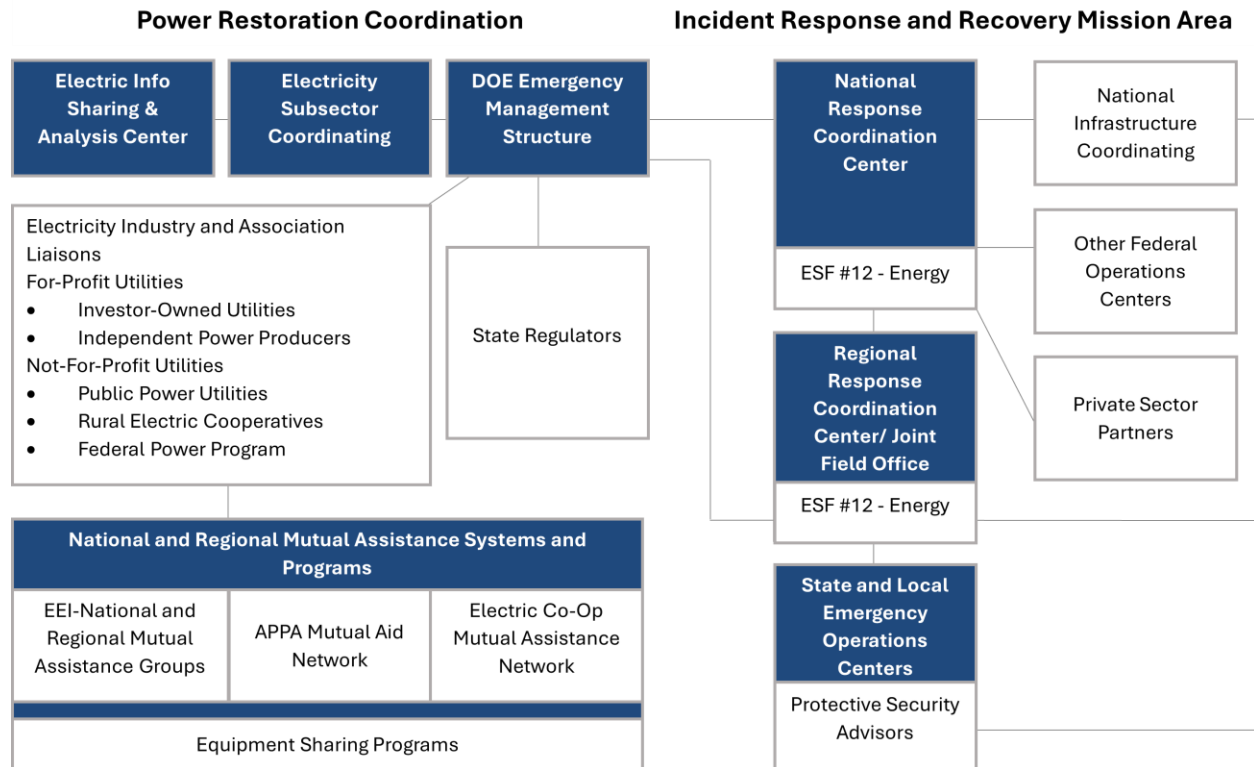 Power Restoration Coordination
Incident Response and Recovery Mission Area
Electric Info
Sharing &
Analysis Center
Electricity
Subsector
Coordinating
DOE Emergency
Management
Structure
National
Response
Coordination
Center
ESF #12 - Energy
National
Infrastructure
Coordinating
Electricity Industry and Association
Liaisons
For-Profit Utilities
• Investor-Owned Utilities
• Independent Power Producers
Not-For-Profit Utilities
• Public Power Utilities
• Rural Electric Cooperatives
• Federal Power Program
State Regulators
Other Federal
Operations
Centers
Regional
Response
Coordination
Center/ Joint
Field Office
ESF #12 - Energy
Private Sector
Partners
National and Regional Mutual Assistance Systems and
Programs
EEI-National and
Regional Mutual
Assistance Groups
APPA Mutual Aid
Network
Electric Co-Op
Mutual Assistance
Network
Equipment Sharing Programs
State and Local
Emergency
Operations
Centers
Protective Security
Advisors